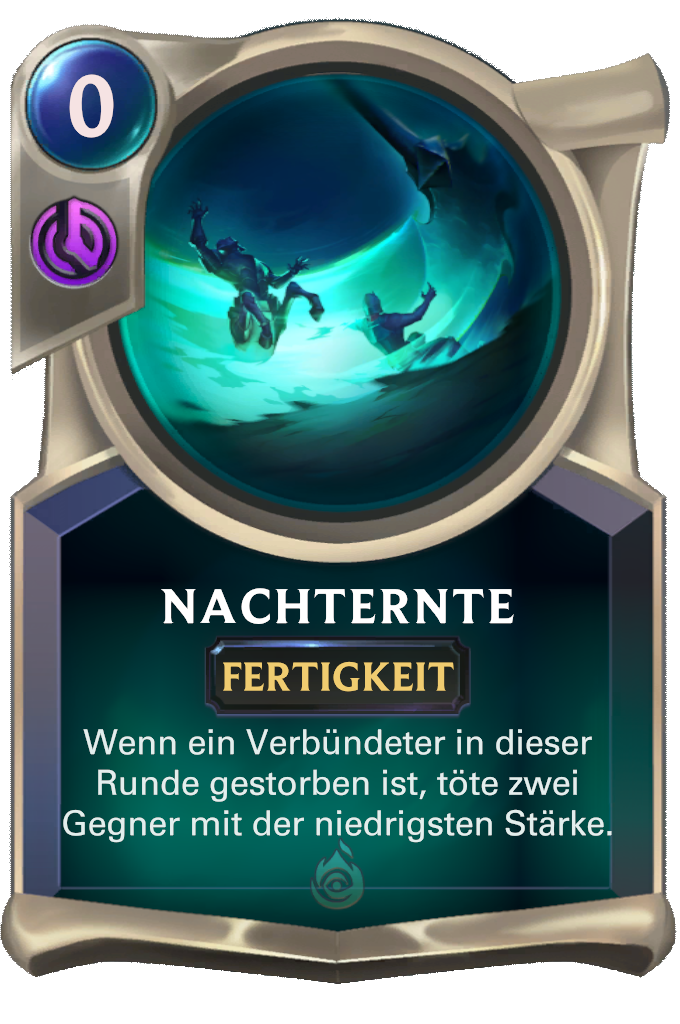 0
NACHTERNTE
FERTIGKEIT
Wenn ein Verbündeter in dieser
Runde gestorben ist, töte zwei
Gegner mit der niedrigsten Stärke.